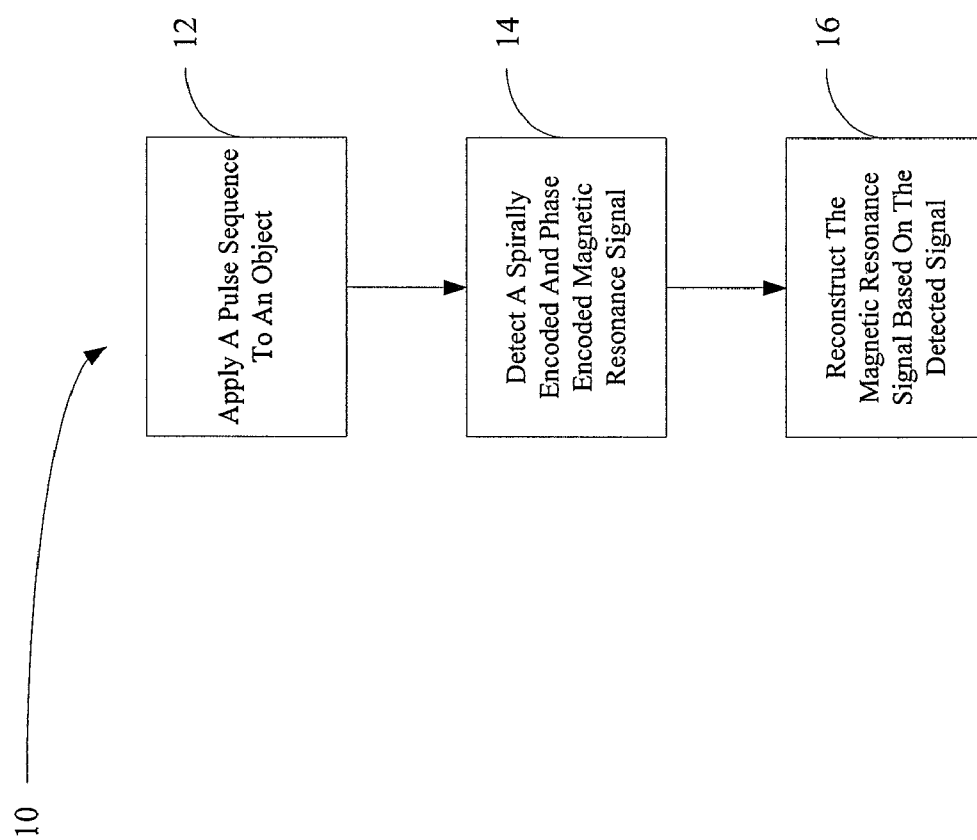 10
12
Apply A Pulse Sequence
To An Object
14
Detect A Spirally
Encoded And Phase
Encoded Magnetic
Resonance Signal
16
Reconstruct The
Magnetic Resonance
Signal Based On The
Detected Signal